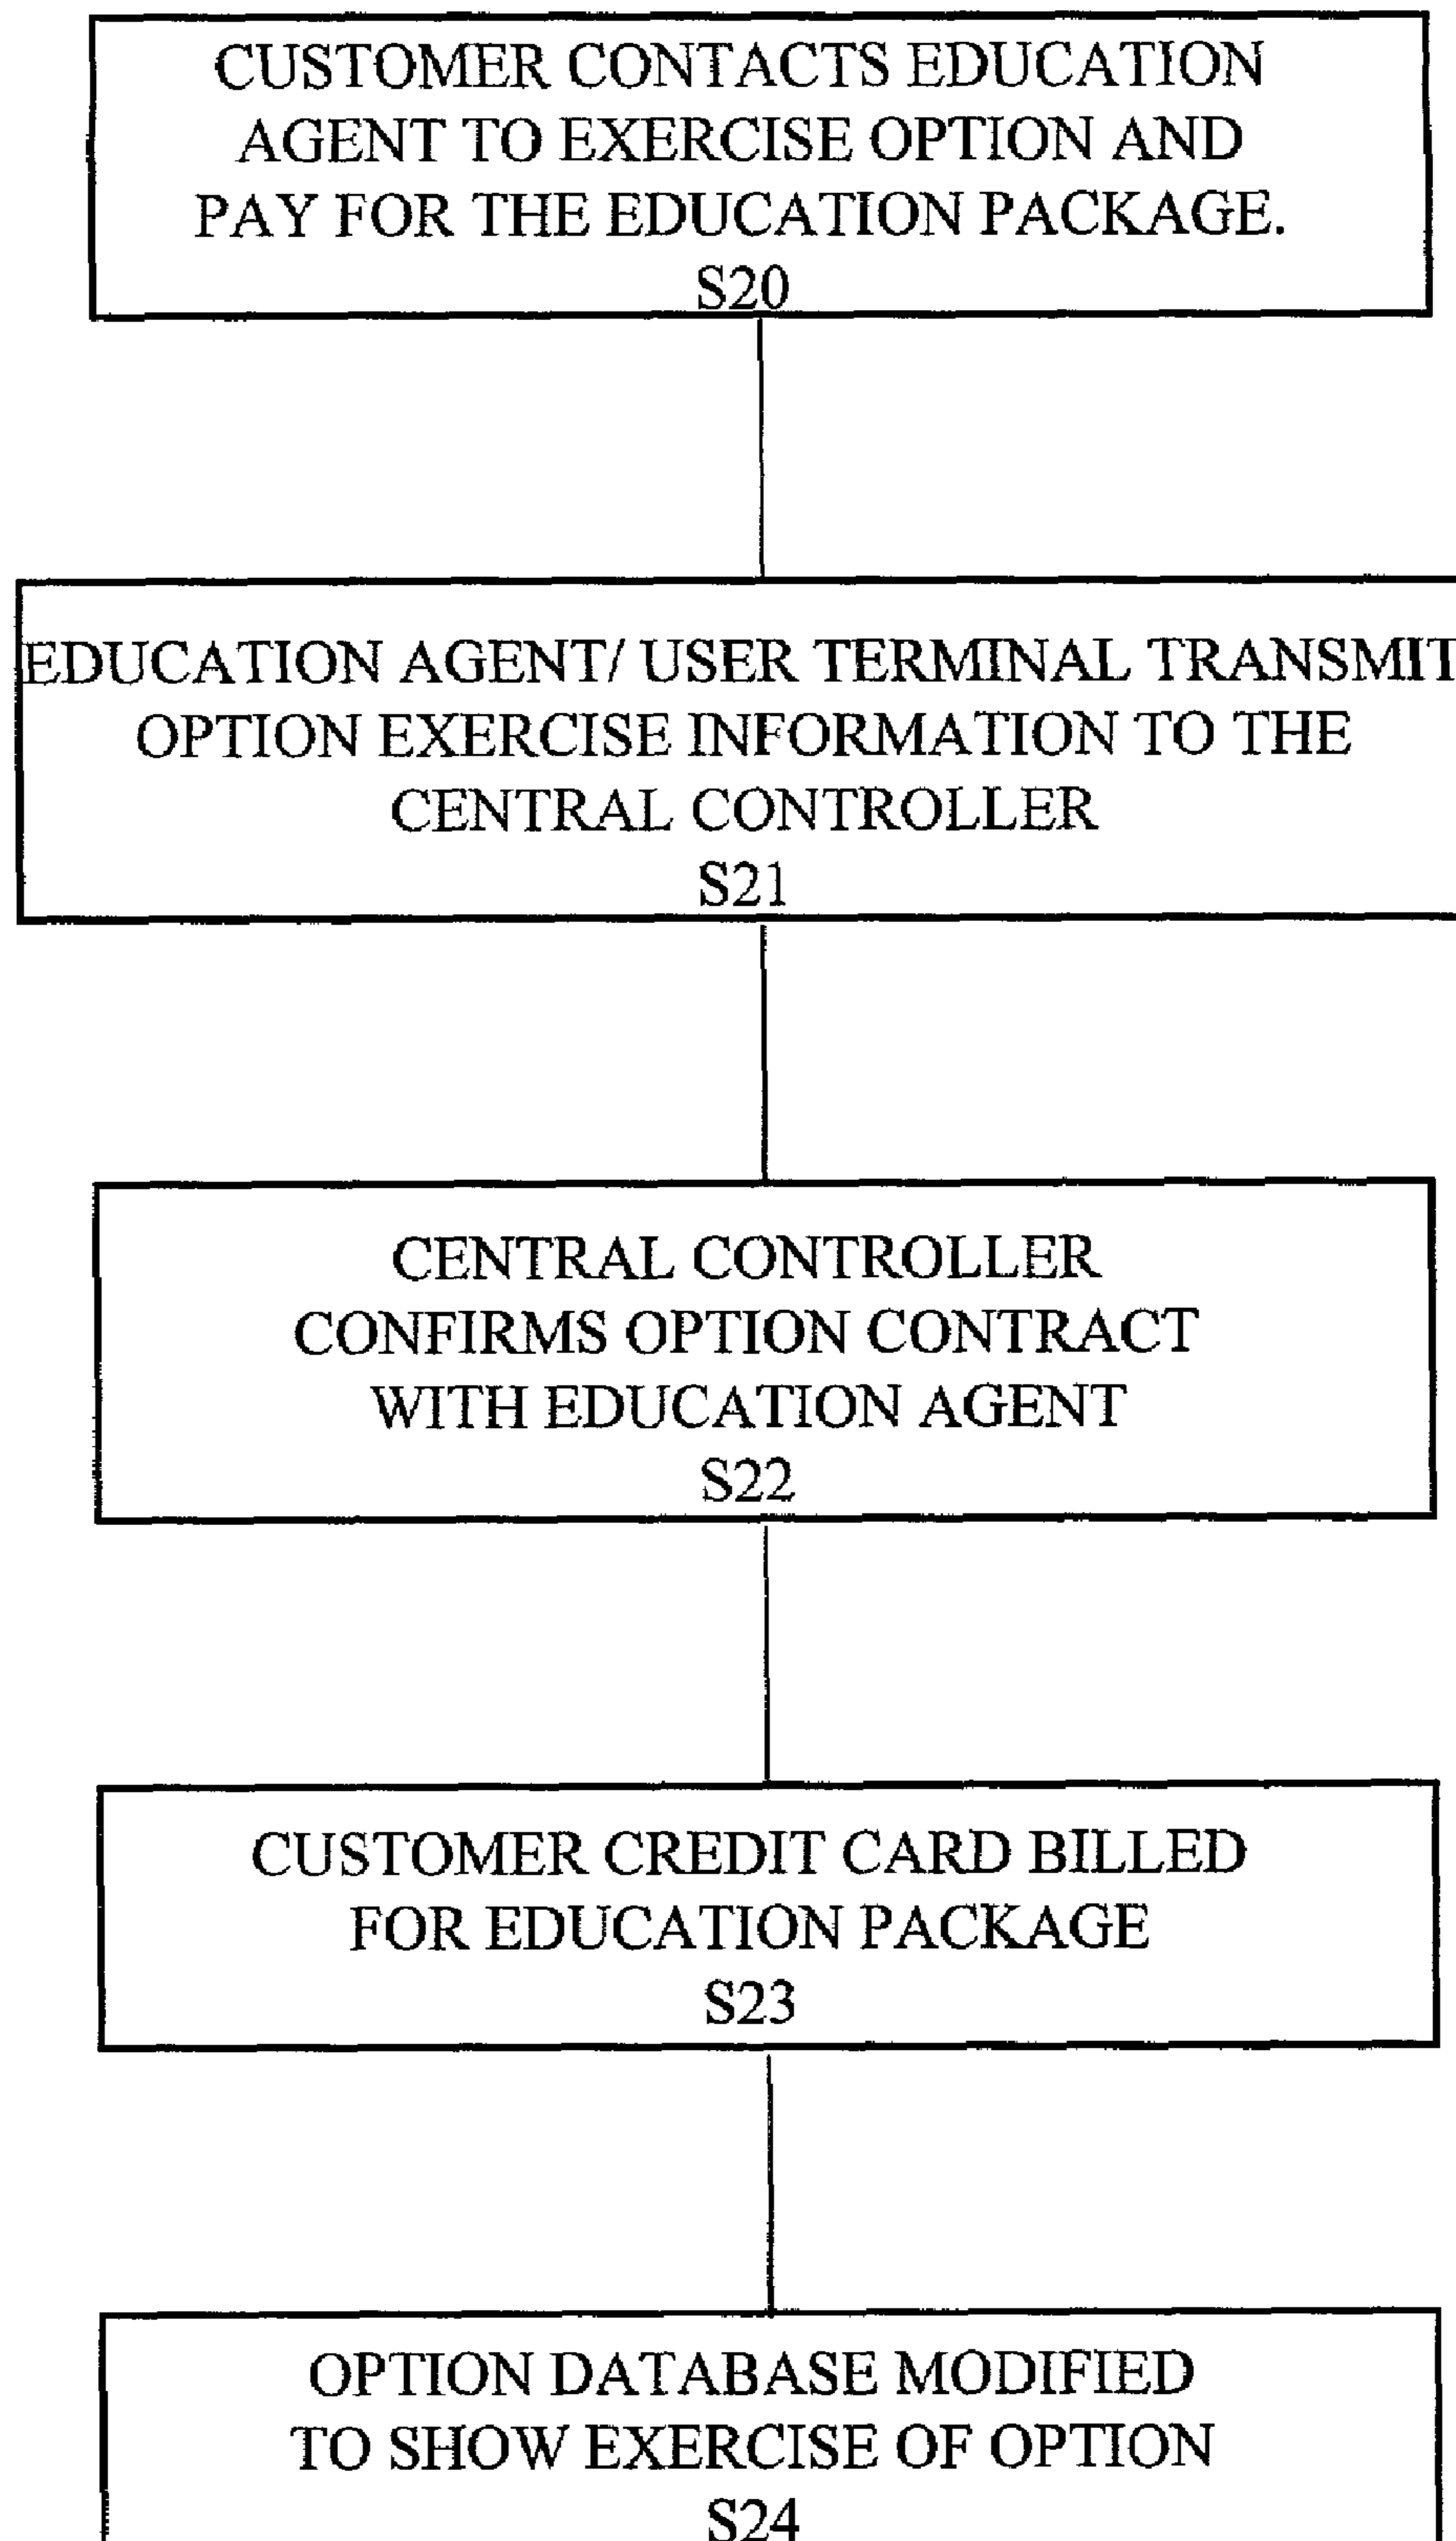 CUSTOMER CONTACTS EDUCATION
AGENT TO EXERCISE OPTION AND
PAY FOR THE EDUCATION PACKAGE.
S20
EDUCATION AGENT/ USER TERMINAL TRANSMIT
OPTION EXERCISE INFORMATION TO THE
CENTRAL CONTROLLER
S21
CENTRAL CONTROLLER
CONFIRMS OPTION CONTRACT
WITH EDUCATION AGENT
S22
CUSTOMER CREDIT CARD BILLED
FOR EDUCATION PACKAGE
S23
OPTION DATABASE MODIFIED
TO SHOW EXERCISE OF OPTION
S24